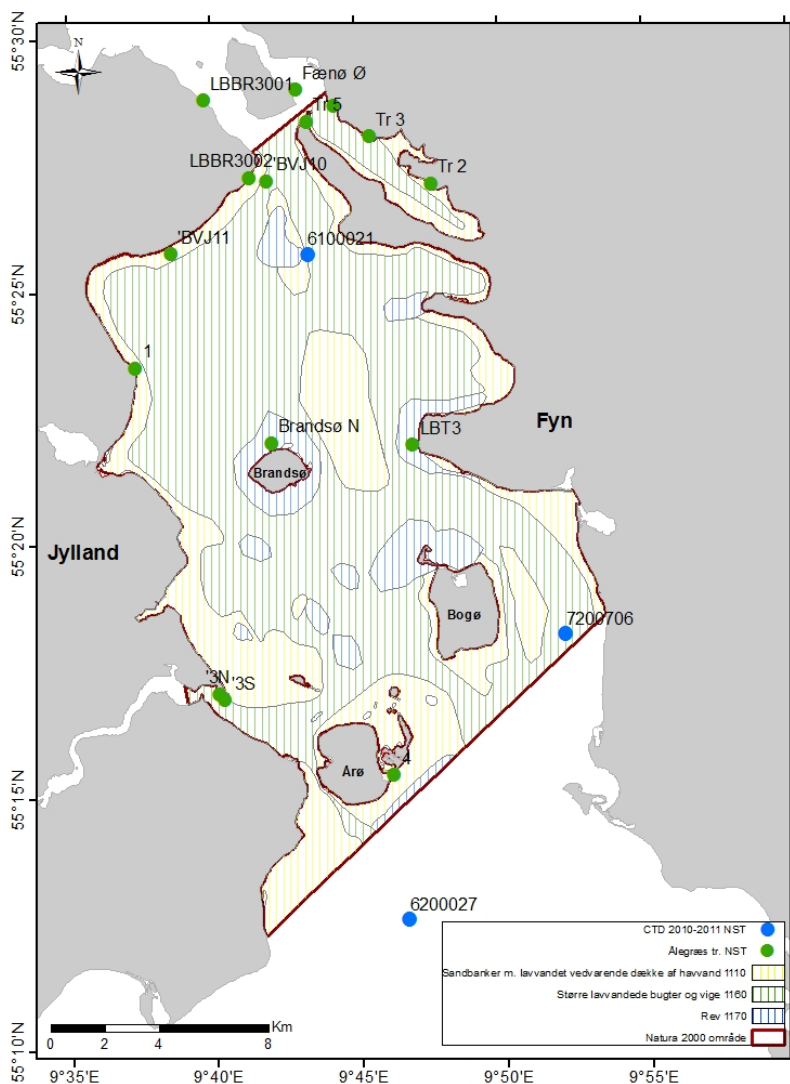 55°30'N
N
Fænø Ø
LBBR3001
Tr 5
Tr 3
LBBR3002
'BVJ10
Tr 2
'BVJ11
6100021
55°25'N
1
Brandsø N
LBT3
Fyn
Brandsø
55°20'N
Jylland
Bogø
7200706
'3N
'3S
4
Arø
55°15'N
6200027
CTD 2010-2011 NST
Ålegræs tr. NST
Sandbanker m. lavvandet vedvarende dække af havvand 1110
Større lavvandede bugter og vige 1160
Rev 1170
Natura 2000 område
Km
0 2 4 8
55°10'N
9°35'E 9°40'E 9°45'E 9°50'E 9°55'E